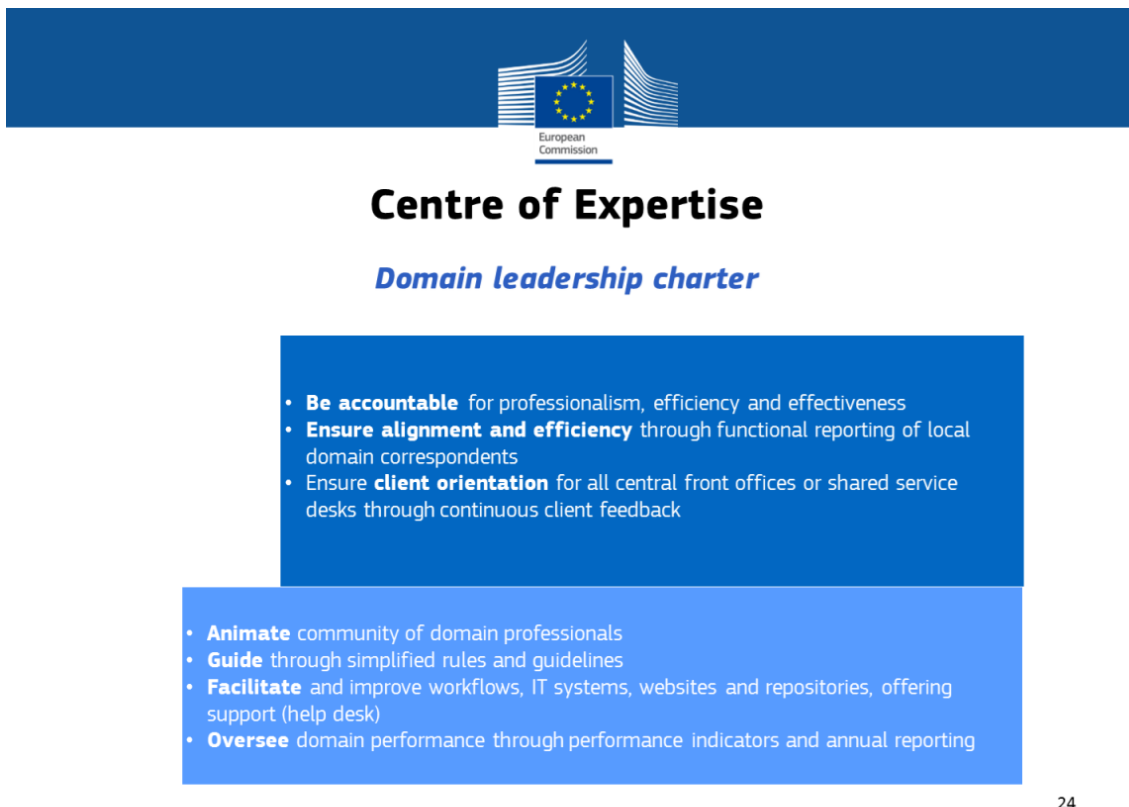 European
Commission
Centre of Expertise
Domain leadership charter
• Be accountable for professionalism, efficiency and effectiveness
• Ensure alignment and efficiency through functional reporting of local
domain correspondents
• Ensure client orientation for all central front offices or shared service
desks through continuous client feedback
• Animate community of domain professionals
• Guide through simplified rules and guidelines
• Facilitate and improve workflows, IT systems, websites and repositories, offering
support (help desk)
• Oversee domain performance through performance indicators and annual reporting
24